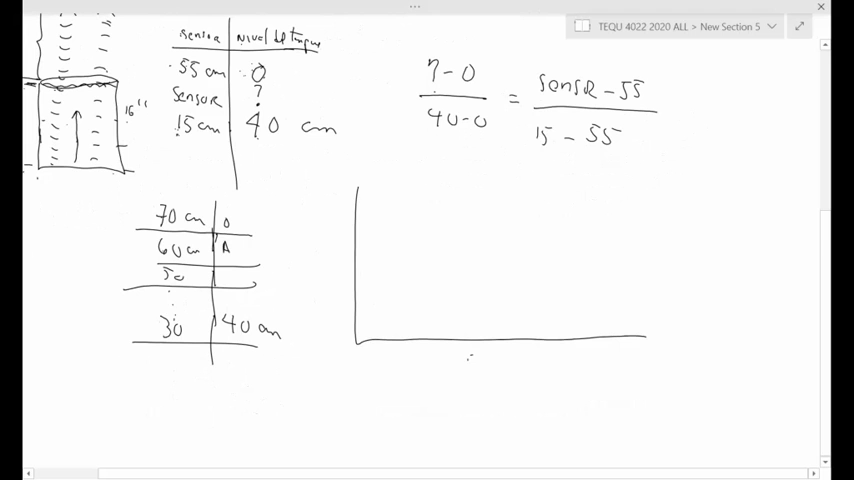 TEQU 4022 2020 ALL > New Section 5
sensor Nivel del tanque
55 cm 0
sensor ?
15 cm 40 cm
16"
? - 0 / 40 - 0 = sensor - 55 / 15 - 55
70 cm 0
60 cm A
50
30 40 cm